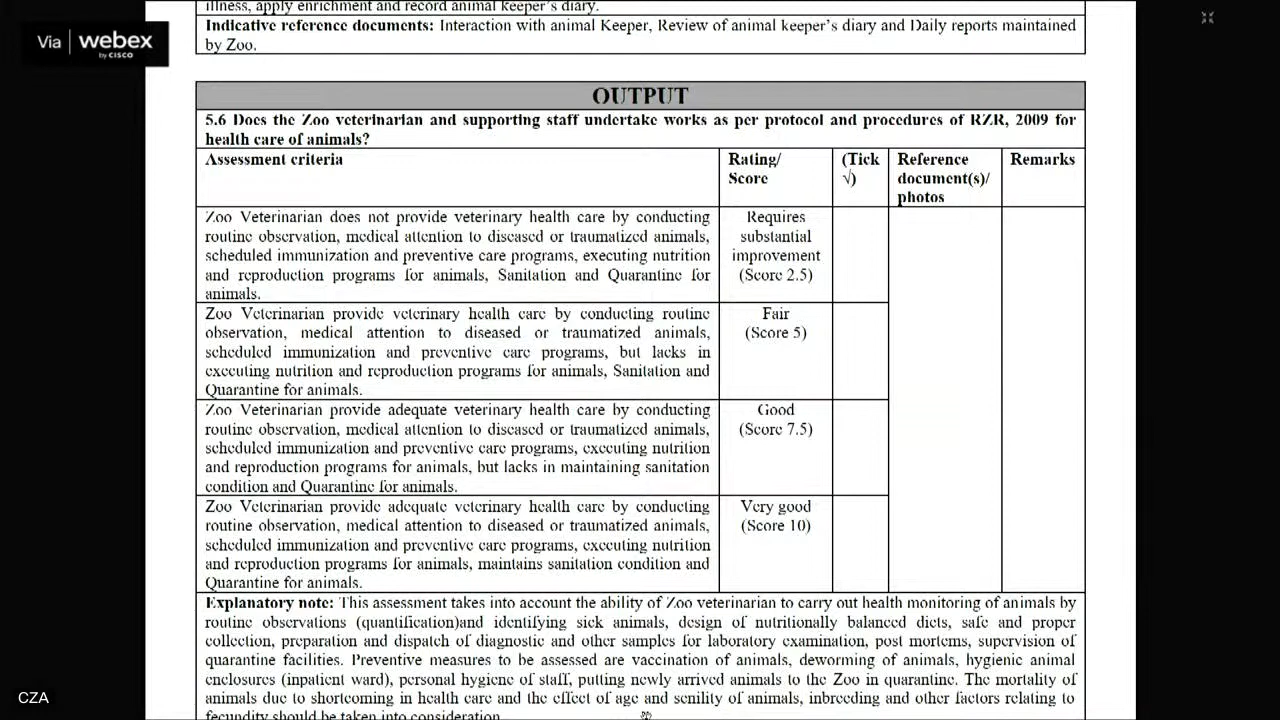 illness, apply enrichment and record animal keeper's diary.
Indicative reference documents: Interaction with animal Keeper, Review of animal keeper's diary and Daily reports maintained
by Zoo.
Via | webex
by CISCO
OUTPUT
5.6 Does the Zoo veterinarian and supporting staff undertake works as per protocol and procedures of RZR, 2009 for
health care of animals?
Assessment criteria
Rating/
Score
(Tick
√)
Reference
document(s)/
photos
Remarks
Zoo Veterinarian does not provide veterinary health care by conducting
routine observation, medical attention to diseased or traumatized animals,
scheduled immunization and preventive care programs, executing nutrition
and reproduction programs for animals, Sanitation and Quarantine for
animals.
Requires
substantial
improvement
(Score 2.5)
Zoo Veterinarian provide veterinary health care by conducting routine
observation, medical attention to diseased or traumatized animals,
scheduled immunization and preventive care programs, but lacks in
executing nutrition and reproduction programs for animals, Sanitation and
Quarantine for animals.
Fair
(Score 5)
Zoo Veterinarian provide adequate veterinary health care by conducting
routine observation, medical attention to diseased or traumatized animals,
scheduled immunization and preventive care programs, executing nutrition
and reproduction programs for animals, but lacks in maintaining sanitation
condition and Quarantine for animals.
Good
(Score 7.5)
Zoo Veterinarian provide adequate veterinary health care by conducting
routine observation, medical attention to diseased or traumatized animals,
scheduled immunization and preventive care programs, executing nutrition
and reproduction programs for animals, maintains sanitation condition and
Quarantine for animals.
Very good
(Score 10)
Explanatory note: This assessment takes into account the ability of Zoo veterinarian to carry out health monitoring of animals by
routine observations (quantification)and identifying sick animals, design of nutritionally balanced diets, safe and proper
collection, preparation and dispatch of diagnostic and other samples for laboratory examination, post mortems, supervision of
quarantine facilities. Preventive measures to be assessed are vaccination of animals, deworming of animals, hygienic animal
enclosures (inpatient ward), personal hygiene of staff, putting newly arrived animals to the Zoo in quarantine. The mortality of
animals due to shortcoming in health care and the effect of age and senility of animals, inbreeding and other factors relating to
fecundity should be taken into consideration.
CZA